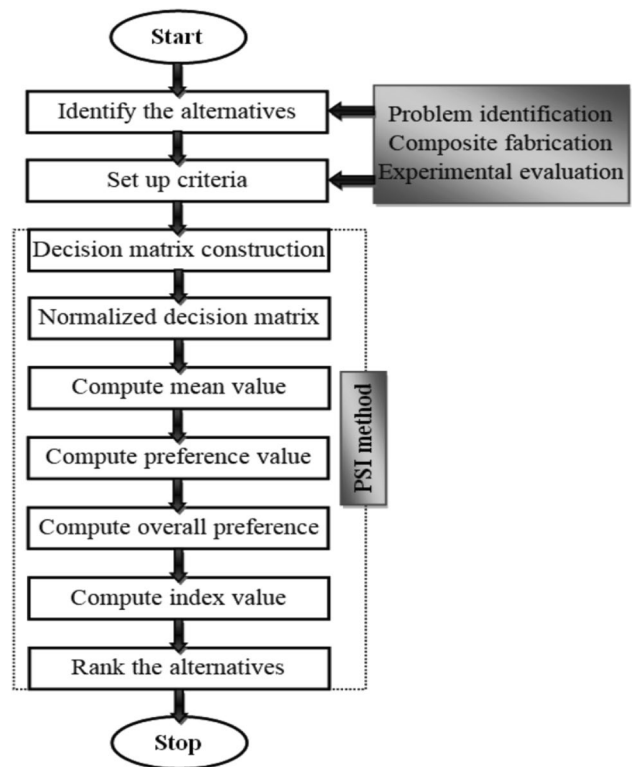 Start
Identify the alternatives
Problem identification
Composite fabrication
Experimental evaluation
Set up criteria
Decision matrix construction
Normalized decision matrix
Compute mean value
PSI method
Compute preference value
Compute overall preference
Compute index value
Rank the alternatives
Stop